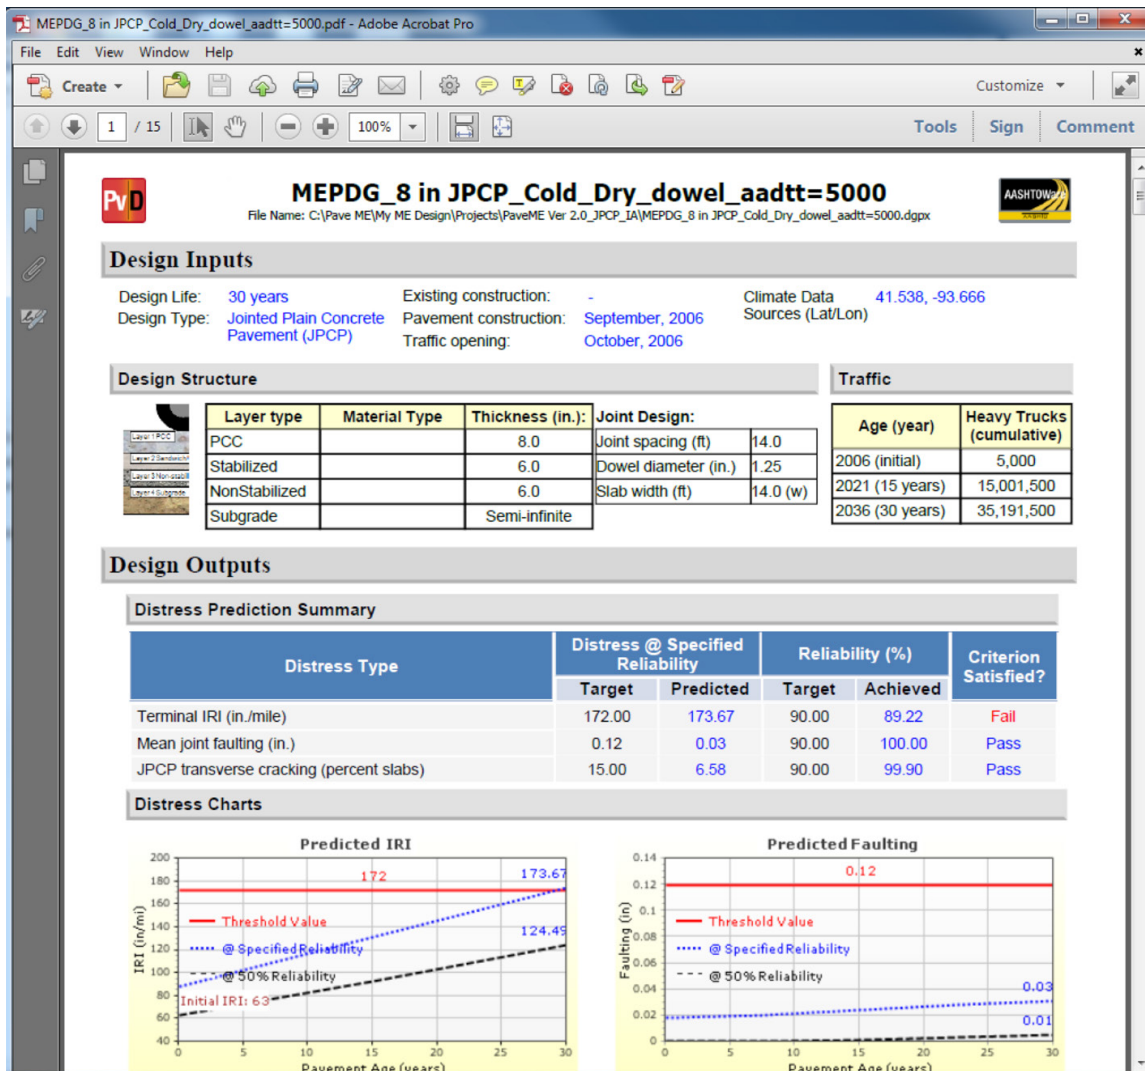 MEPDG_8 in JPCP_Cold_Dry_dowel_aadtt=5000.pdf - Adobe Acrobat Pro
File Edit View Window Help
Create
Customize
1 / 15
100%
Tools Sign Comment
PvD
MEPDG_8 in JPCP_Cold_Dry_dowel_aadtt=5000
AASHTOWare
File Name: C:\Pave ME\My ME Design\Projects\PaveME Ver 2.0_JPCP_IA\MEPDG_8 in JPCP_Cold_Dry_dowel_aadtt=5000.dgpx
Design Inputs
Design Life: 30 years Existing construction: - Climate Data 41.538, -93.666
Design Type: Jointed Plain Concrete Pavement construction: September, 2006 Sources (Lat/Lon)
Pavement (JPCP) Traffic opening: October, 2006
Design Structure
Traffic
Layer type Material Type Thickness (in.): Joint Design:
PCC 8.0 Joint spacing (ft) 14.0
Stabilized 6.0 Dowel diameter (in.) 1.25
NonStabilized 6.0 Slab width (ft) 14.0 (w)
Subgrade Semi-infinite
Layer 1 PCC
Layer 4 Subgrade
Age (year) Heavy Trucks (cumulative)
2006 (initial) 5,000
2021 (15 years) 15,001,500
2036 (30 years) 35,191,500
Design Outputs
Distress Prediction Summary
Distress Type Distress @ Specified Reliability Reliability (%) Criterion Satisfied?
Target Predicted Target Achieved
Terminal IRI (in./mile) 172.00 173.67 90.00 89.22 Fail
Mean joint faulting (in.) 0.12 0.03 90.00 100.00 Pass
JPCP transverse cracking (percent slabs) 15.00 6.58 90.00 99.90 Pass
Distress Charts
Predicted IRI
200
180
160
140
120
100
80
60
40
IRI (in/mi)
172
173.67
Threshold Value
@ Specified Reliability
124.49
@ 50% Reliability
Initial IRI: 63
0 5 10 15 20 25 30
Pavement Age (years)
Predicted Faulting
0.14
0.12
0.1
0.08
0.06
0.04
0.02
0
Faulting (in)
0.12
Threshold Value
@ Specified Reliability
@ 50% Reliability
0.03
0.01
0 5 10 15 20 25 30
Pavement Age (years)